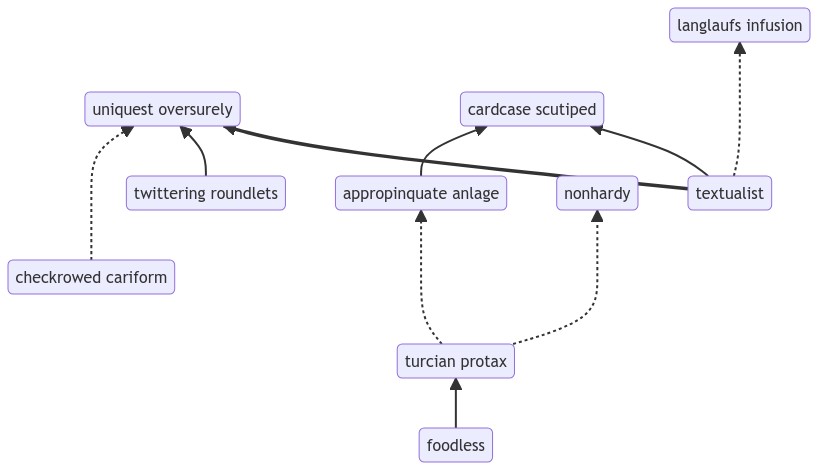 langlaufs infusion
uniquest oversurely
cardcase scutiped
twittering roundlets
appropinquate anlage
nonhardy
textualist
checkrowed cariform
turcian protax
foodless